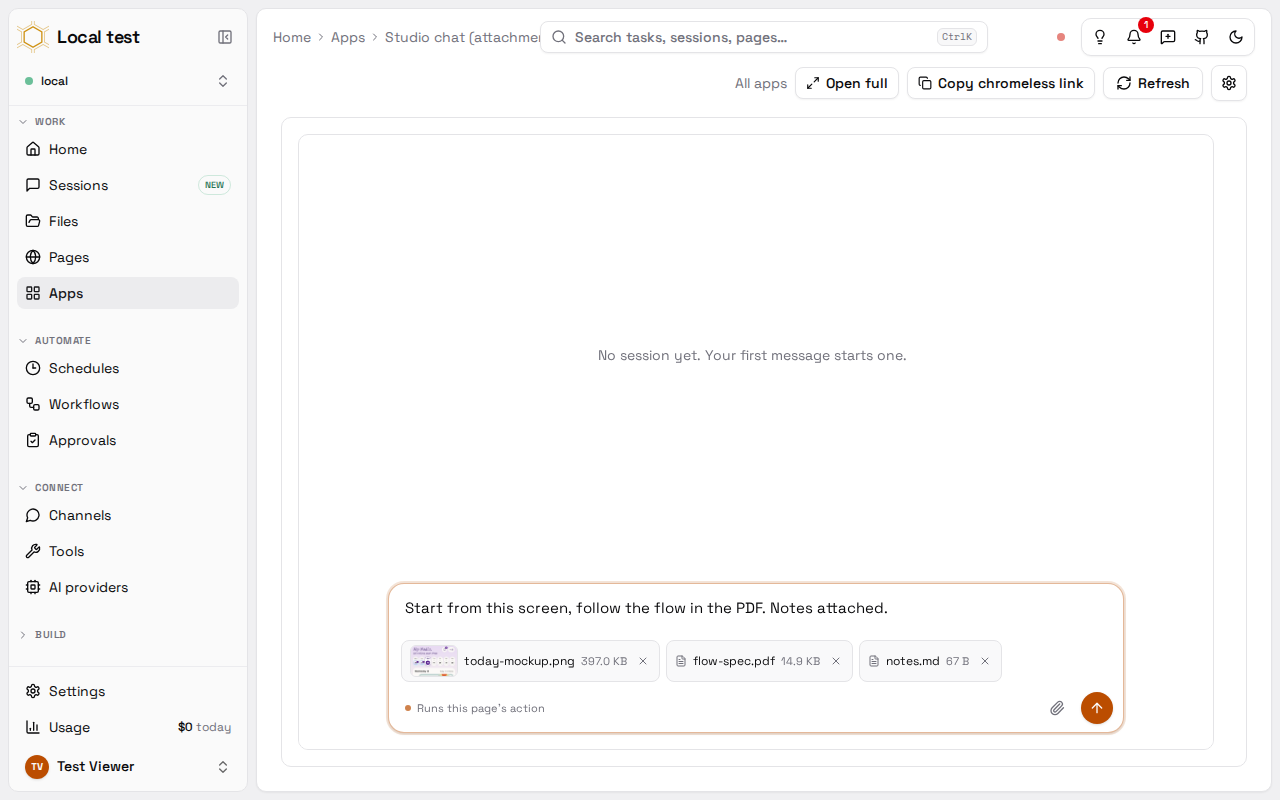 Local test
local
WORK
Home
Sessions NEW
Files
Pages
Apps
AUTOMATE
Schedules
Workflows
Approvals
CONNECT
Channels
Tools
AI providers
BUILD
Settings
Usage $0 today
TV Test Viewer
Home Apps Studio chat (attachmen
Search tasks, sessions, pages... CtrlK
1
All apps Open full Copy chromeless link Refresh
No session yet. Your first message starts one.
Start from this screen, follow the flow in the PDF. Notes attached.
today-mockup.png 397.0 KB flow-spec.pdf 14.9 KB notes.md 67 B
Runs this page's action